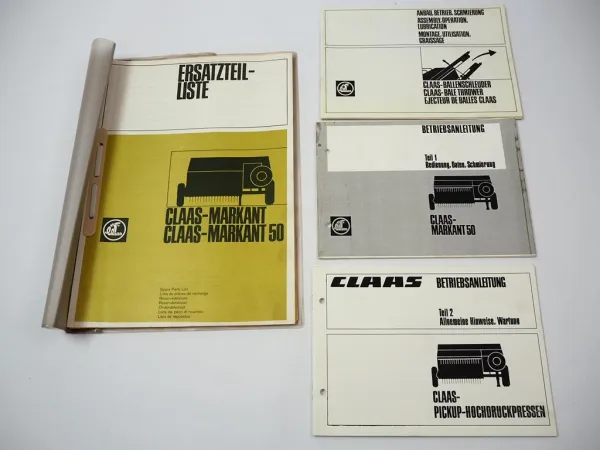 ERSATZTEIL-
LISTE
CLAAS-MARKANT
CLAAS-MARKANT 50
Spare Parts List
ANBAU, BETRIEB, SCHMIERUNG
ASSEMBLY, OPERATION,
LUBRICATION
MONTAGE, UTILISATION,
GRAISSAGE
CLAAS-BALLENSCHLEUDER
CLAAS-BALE THROWER
EJECTEUR DE BALLES CLAAS
BETRIEBSANLEITUNG
Teil 1
Bedienung, Daten, Schmierung
CLAAS-
MARKANT 50
CLAAS BETRIEBSANLEITUNG
Teil 2
Allgemeine Hinweise, Wartung
CLAAS-
PICKUP-HOCHDRUCKPRESSEN